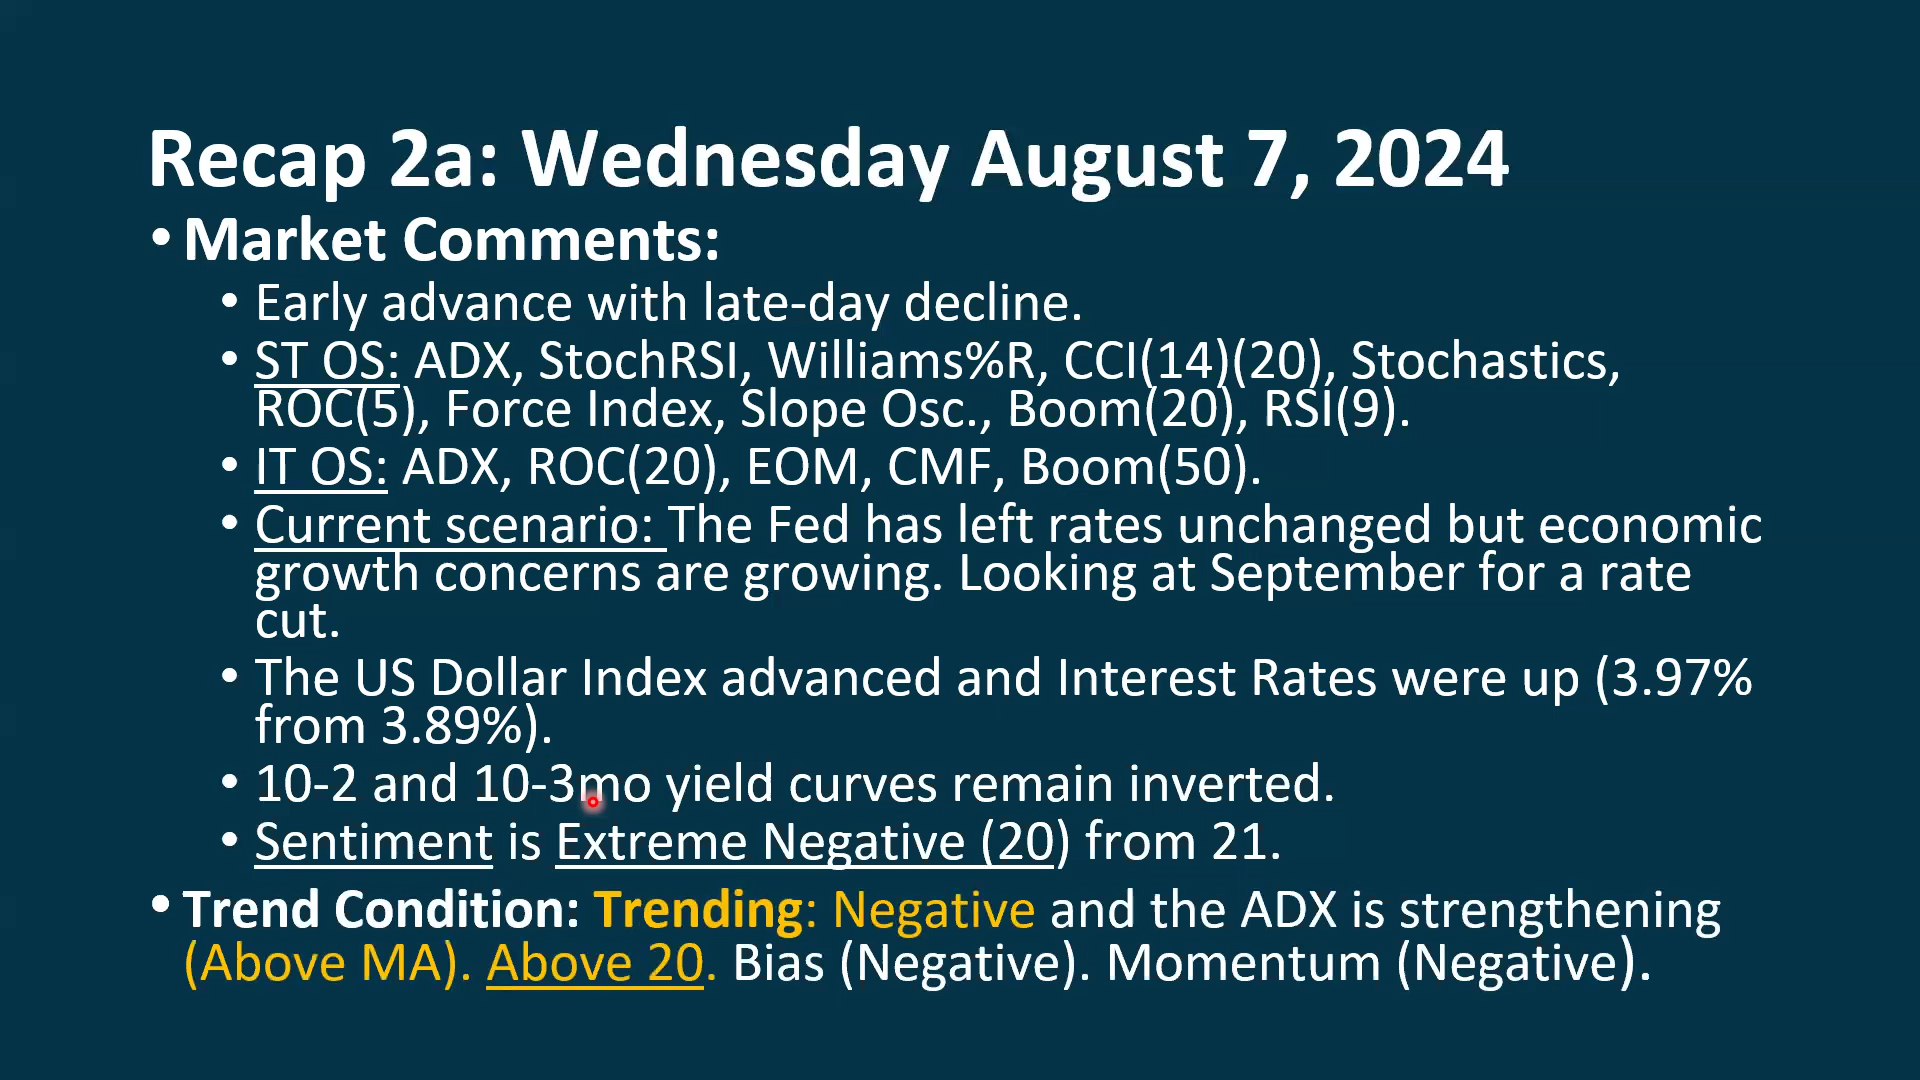 Recap 2a: Wednesday August 7, 2024
• Market Comments:
• Early advance with late-day decline.
• ST OS: ADX, StochRSI, Williams%R, CCI(14)(20), Stochastics,
ROC(5), Force Index, Slope Osc., Boom(20), RSI(9).
• IT OS: ADX, ROC(20), EOM, CMF, Boom(50).
• Current scenario: The Fed has left rates unchanged but economic
growth concerns are growing. Looking at September for a rate
cut.
• The US Dollar Index advanced and Interest Rates were up (3.97%
from 3.89%).
• 10-2 and 10-3mo yield curves remain inverted.
• Sentiment is Extreme Negative (20) from 21.
• Trend Condition: Trending: Negative and the ADX is strengthening
(Above MA). Above 20. Bias (Negative). Momentum (Negative).